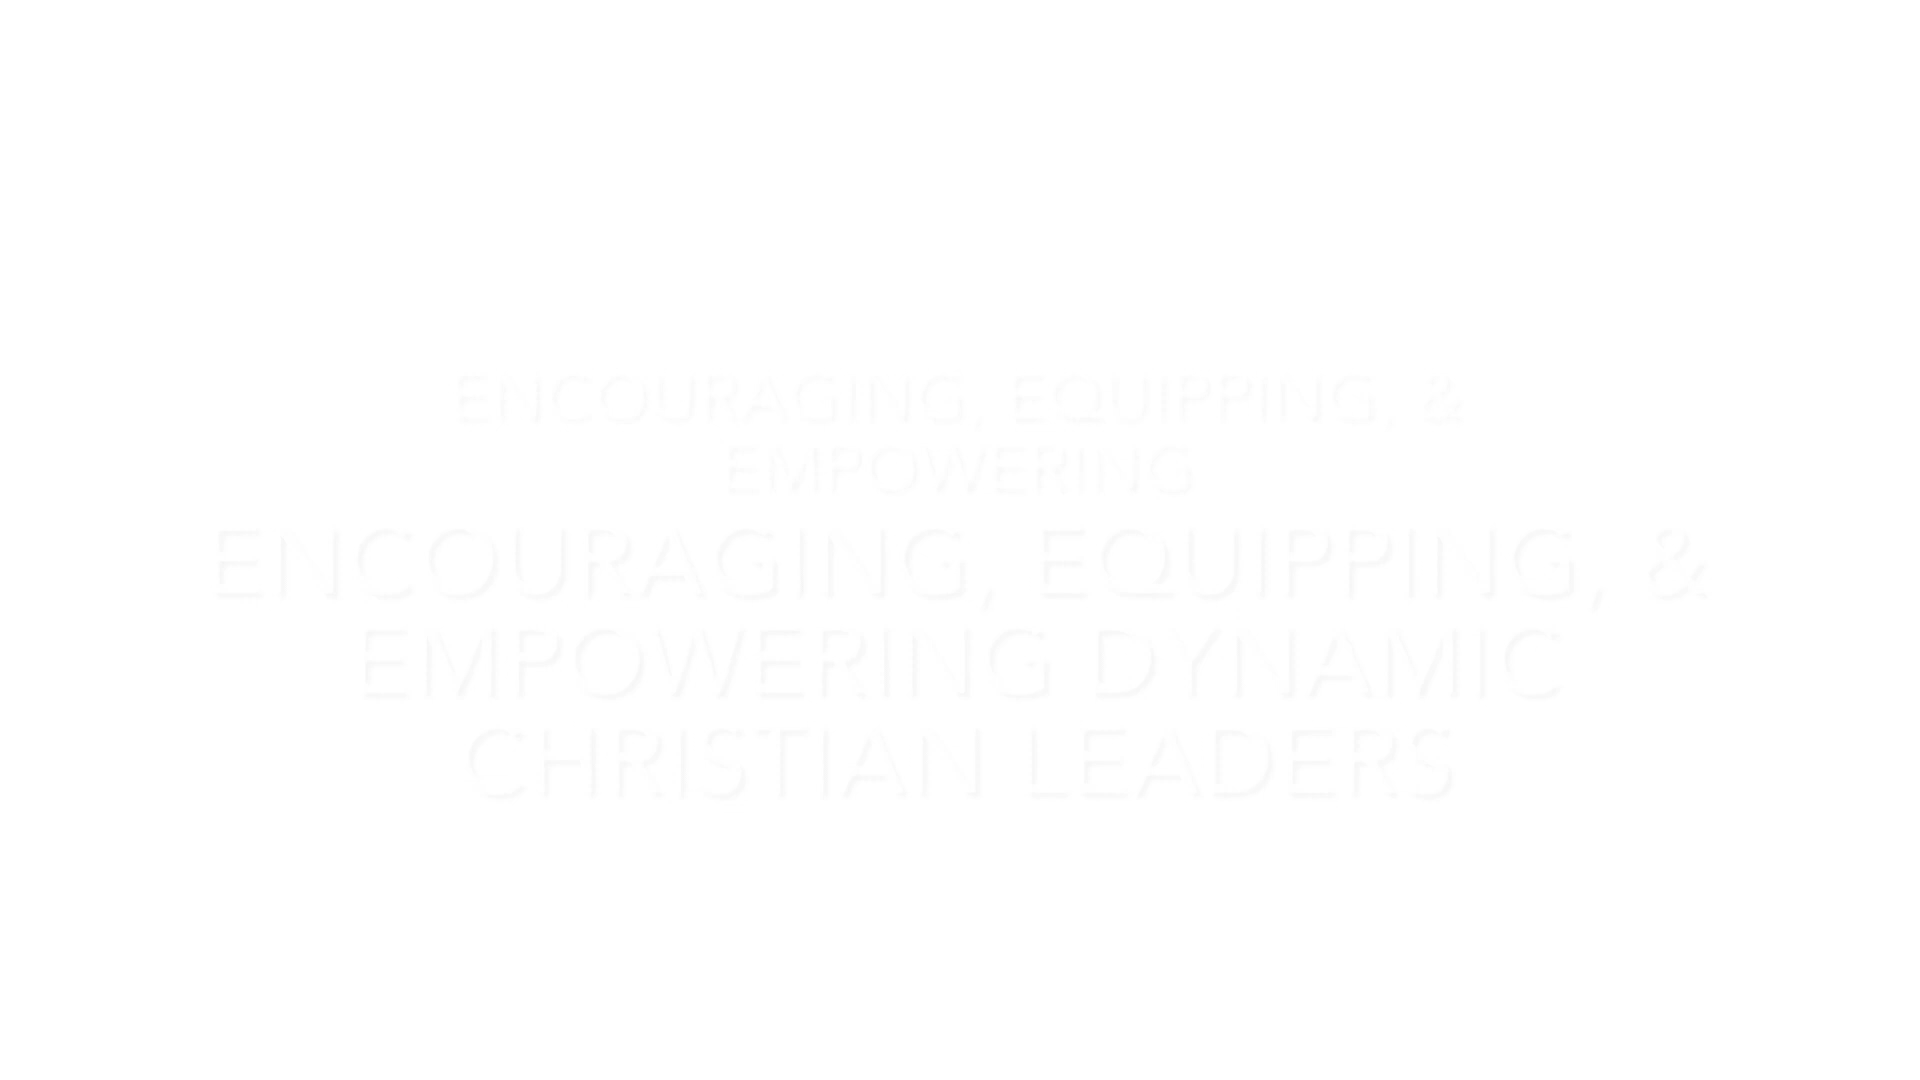 ENCOURAGING, EQUIPPING, &
EMPOWERING
ENCOURAGING, EQUIPPING, &
EMPOWERING DYNAMIC
CHRISTIAN LEADERS